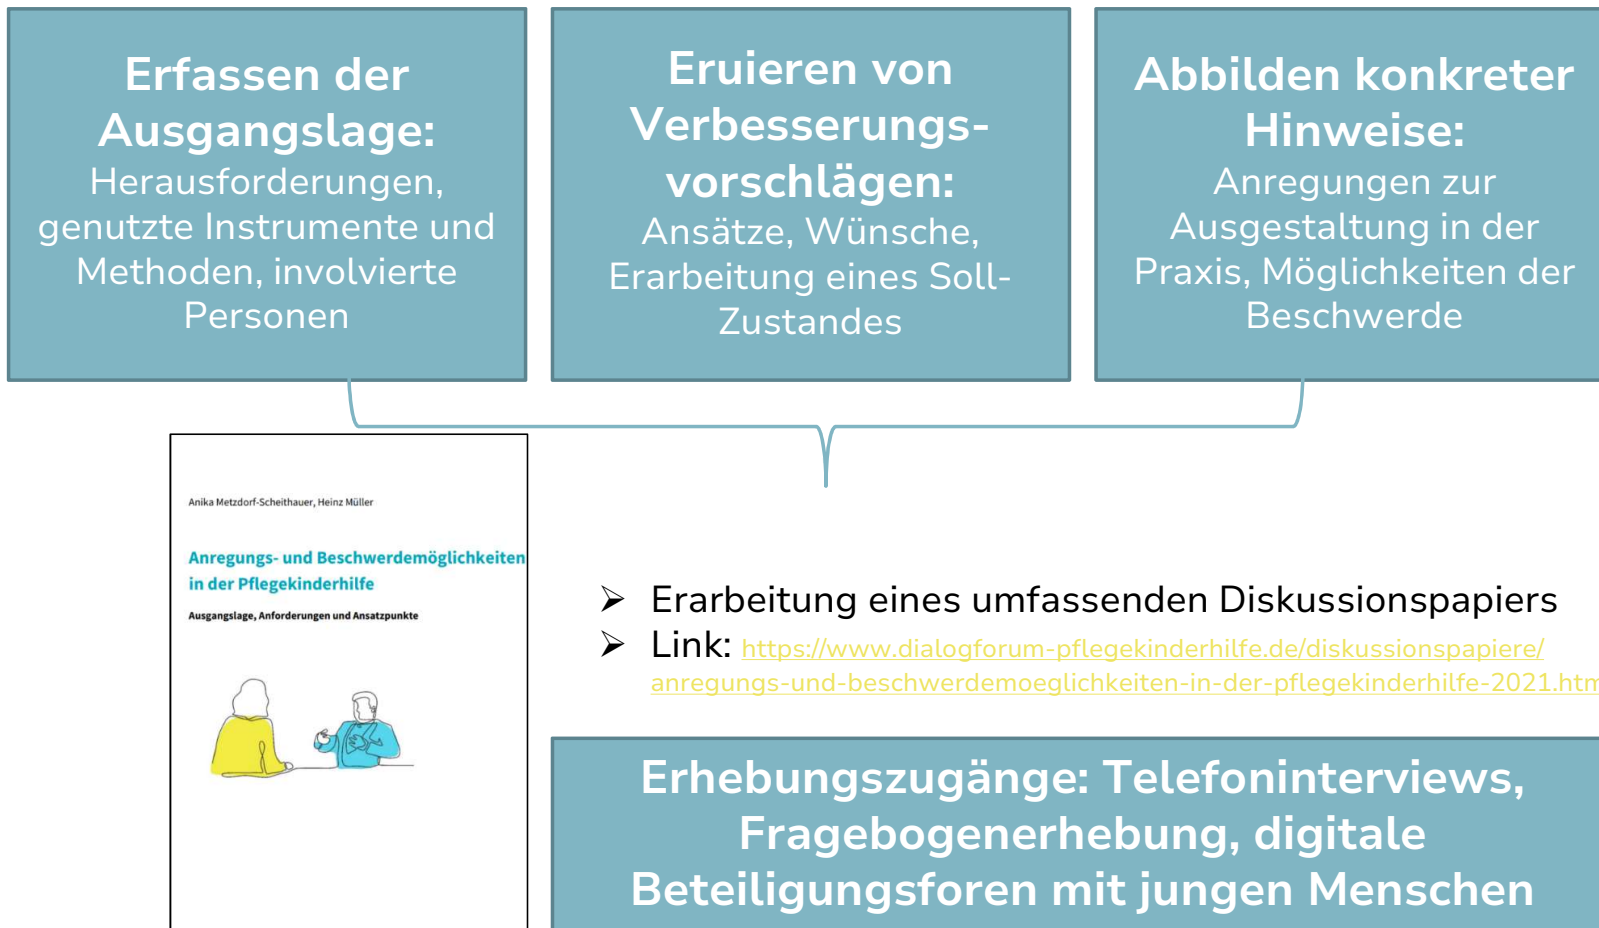 Erfassen der
Ausgangslage:
Herausforderungen,
genutzte Instrumente und
Methoden, involvierte
Personen
Eruieren von
Verbesserungs-
vorschlägen:
Ansätze, Wünsche,
Erarbeitung eines Soll-
Zustandes
Abbilden konkreter
Hinweise:
Anregungen zur
Ausgestaltung in der
Praxis, Möglichkeiten der
Beschwerde
Anika Metzdorf-Scheithauer, Heinz Müller
Anregungs- und Beschwerdemöglichkeiten
in der Pflegekinderhilfe
Ausgangslage, Anforderungen und Ansatzpunkte
➢ Erarbeitung eines umfassenden Diskussionspapiers
➢ Link: https://www.dialogforum-pflegekinderhilfe.de/diskussionspapiere/
anregungs-und-beschwerdemoeglichkeiten-in-der-pflegekinderhilfe-2021.htm
Erhebungszugänge: Telefoninterviews,
Fragebogenerhebung, digitale
Beteiligungsforen mit jungen Menschen